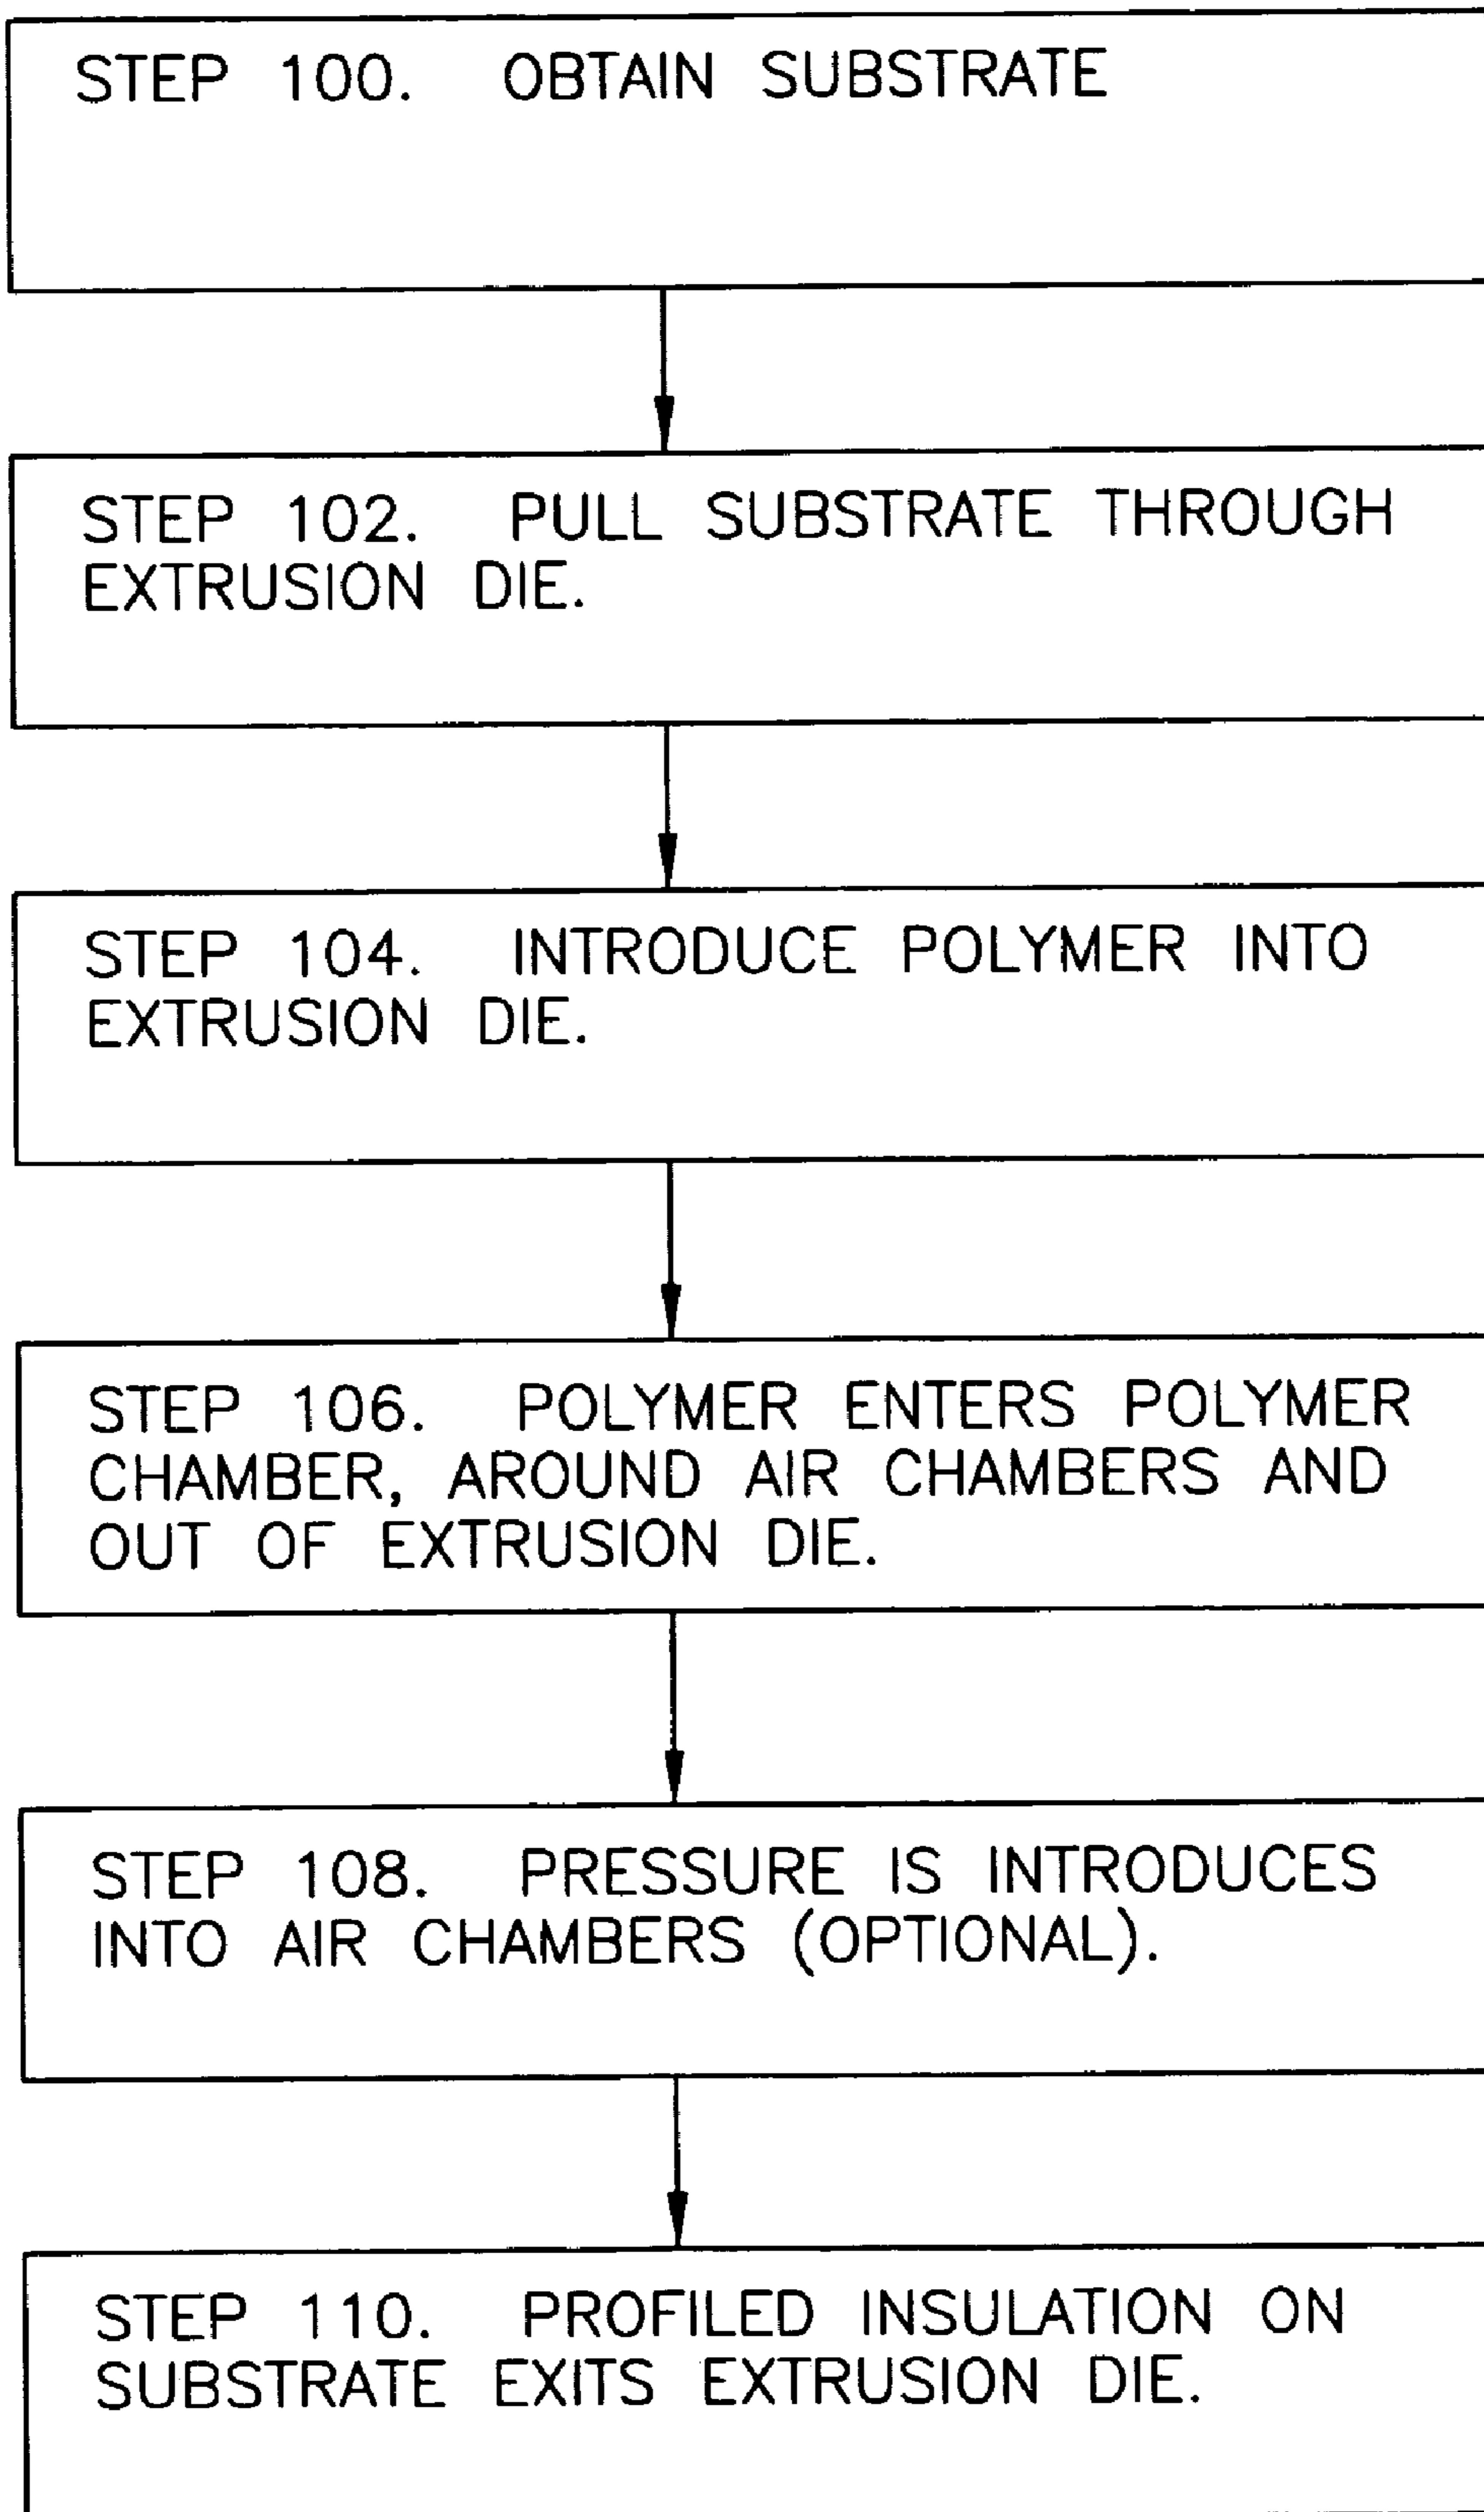 STEP 100. OBTAIN SUBSTRATE
STEP 102. PULL SUBSTRATE THROUGH
EXTRUSION DIE.
STEP 104. INTRODUCE POLYMER INTO
EXTRUSION DIE.
STEP 106. POLYMER ENTERS POLYMER
CHAMBER, AROUND AIR CHAMBERS AND
OUT OF EXTRUSION DIE.
STEP 108. PRESSURE IS INTRODUCES
INTO AIR CHAMBERS (OPTIONAL).
STEP 110. PROFILED INSULATION ON
SUBSTRATE EXITS EXTRUSION DIE.